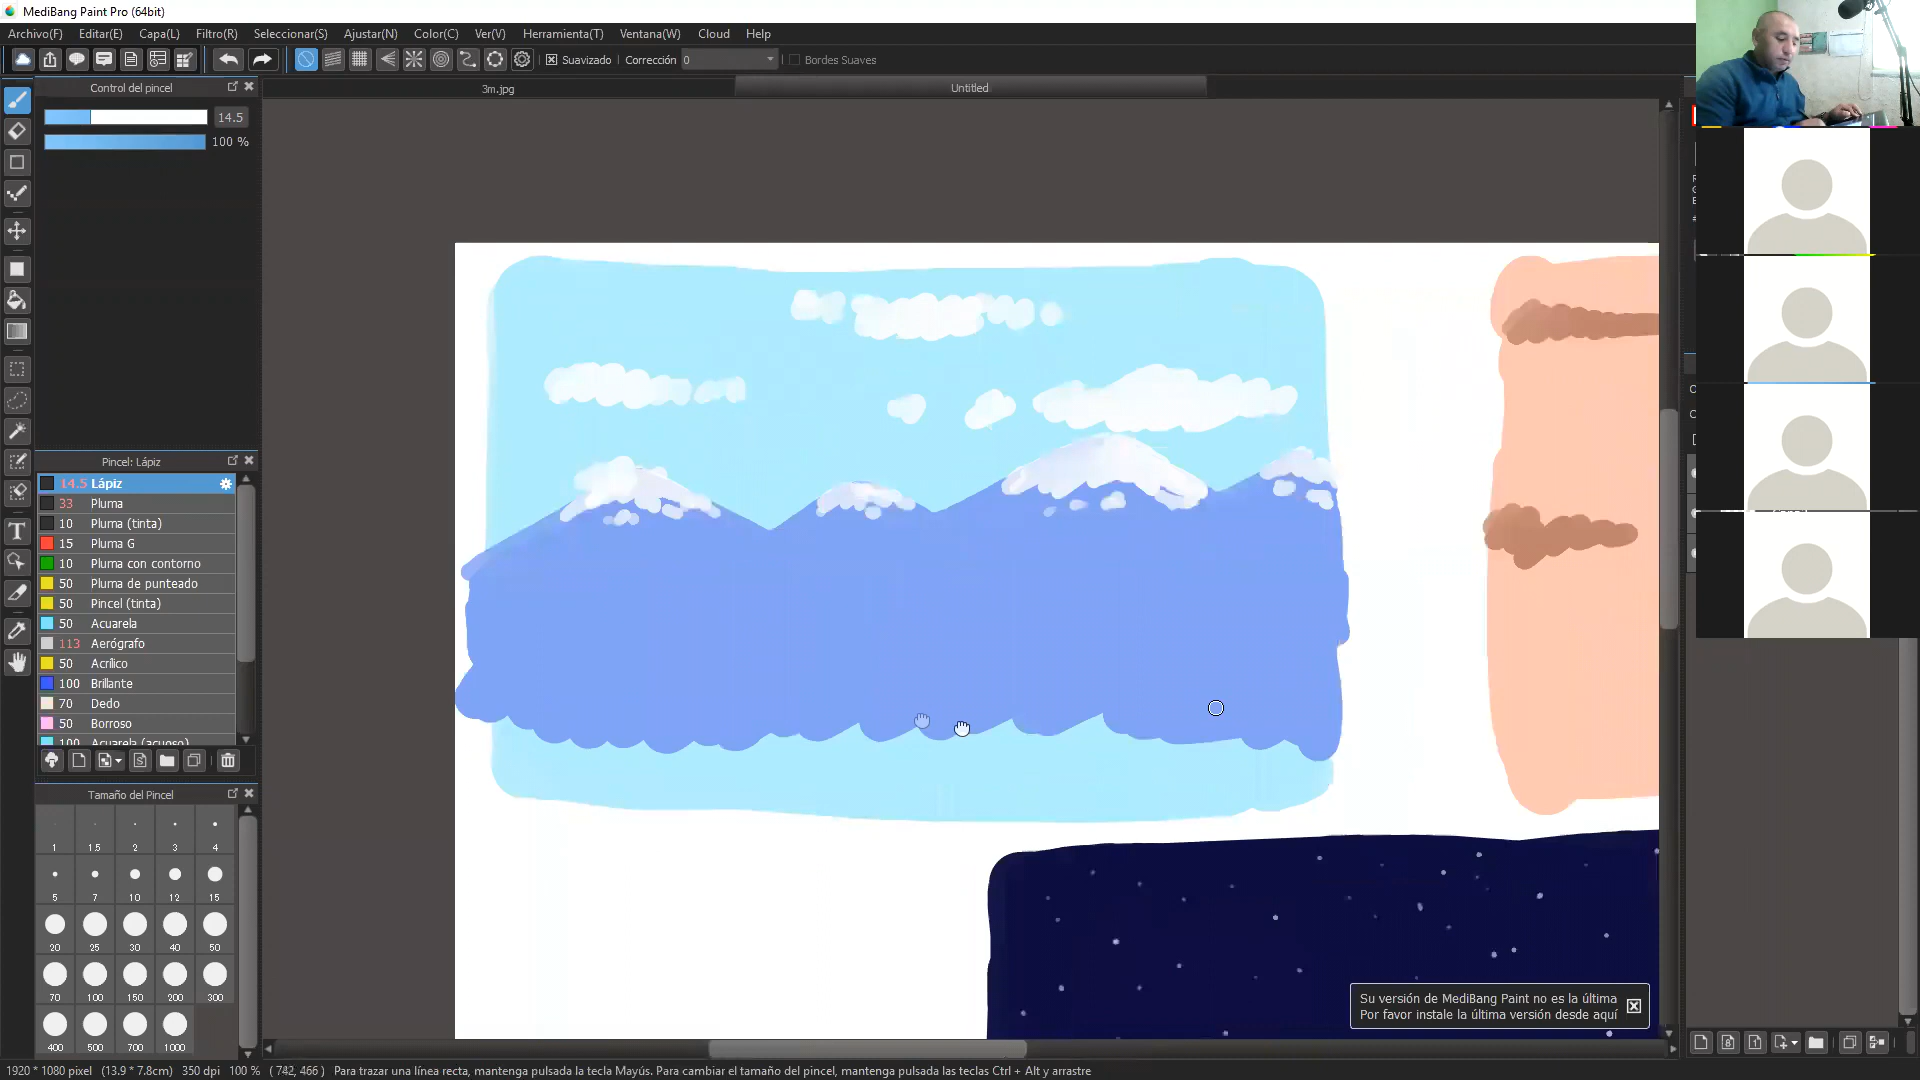 MediBang Paint Pro (64bit)
Archivo(F) Editar(E) Capa(L) Filtro(R) Seleccionar(S) Ajustar(N) Color(C) Ver(V) Herramienta(T) Ventana(W) Cloud Help
Suavizado Corrección 0 Bordes Suaves
Control del pincel
3m.jpg
Untitled
14.5
100 %
Pincel: Lápiz
14.5 Lápiz
33 Pluma
10 Pluma (tinta)
15 Pluma G
10 Pluma con contorno
50 Pluma de punteado
50 Pincel (tinta)
50 Acuarela
113 Aerógrafo
50 Acrílico
100 Brillante
70 Dedo
50 Borroso
100 Acuarela (acuoso)
Tamaño del Pincel
1 1.5 2 3 4
5 7 10 12 15
20 25 30 40 50
70 100 150 200 300
400 500 700 1000
Su versión de MediBang Paint no es la última
Por favor instale la última versión desde aquí
1920 * 1080 pixel (13.9 * 7.8cm) 350 dpi 100 % ( 742, 466 ) Para trazar una línea recta, mantenga pulsada la tecla Mayús. Para cambiar el tamaño del pincel, mantenga pulsada las teclas Ctrl + Alt y arrastre